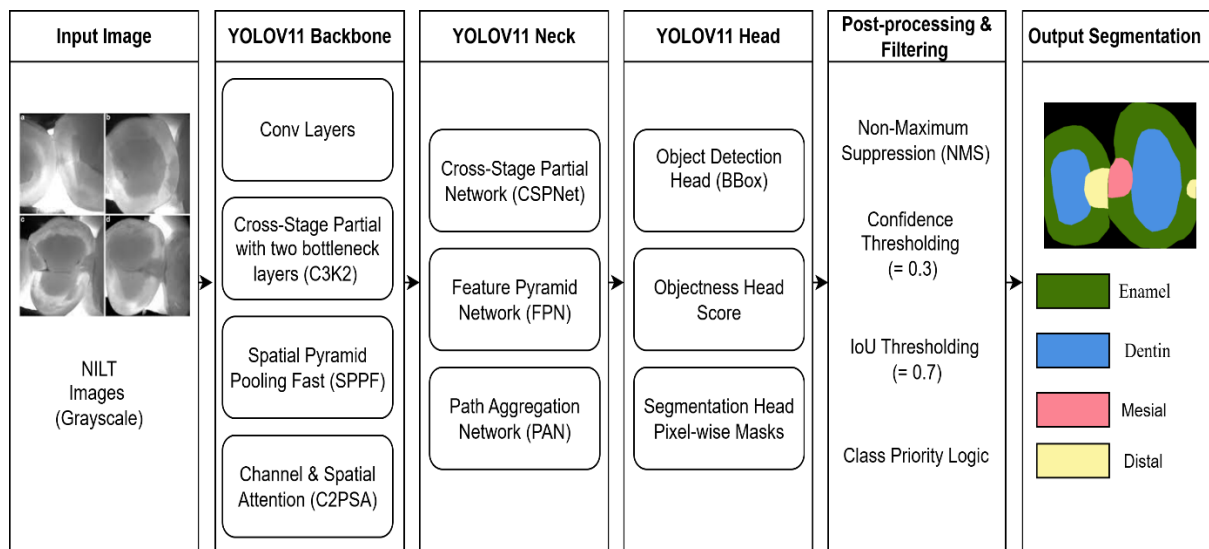 Input Image
a
b
c
d
NILT
Images
(Grayscale)
YOLOV11 Backbone
Conv Layers
Cross-Stage Partial
with two bottleneck
layers (C3K2)
Spatial Pyramid
Pooling Fast (SPPF)
Channel & Spatial
Attention (C2PSA)
YOLOV11 Neck
Cross-Stage Partial
Network (CSPNet)
Feature Pyramid
Network (FPN)
Path Aggregation
Network (PAN)
YOLOV11 Head
Object Detection
Head (BBox)
Objectness Head
Score
Segmentation Head
Pixel-wise Masks
Post-processing &
Filtering
Non-Maximum
Suppression (NMS)
Confidence
Thresholding
(= 0.3)
IoU Thresholding
(= 0.7)
Class Priority Logic
Output Segmentation
Enamel
Dentin
Mesial
Distal